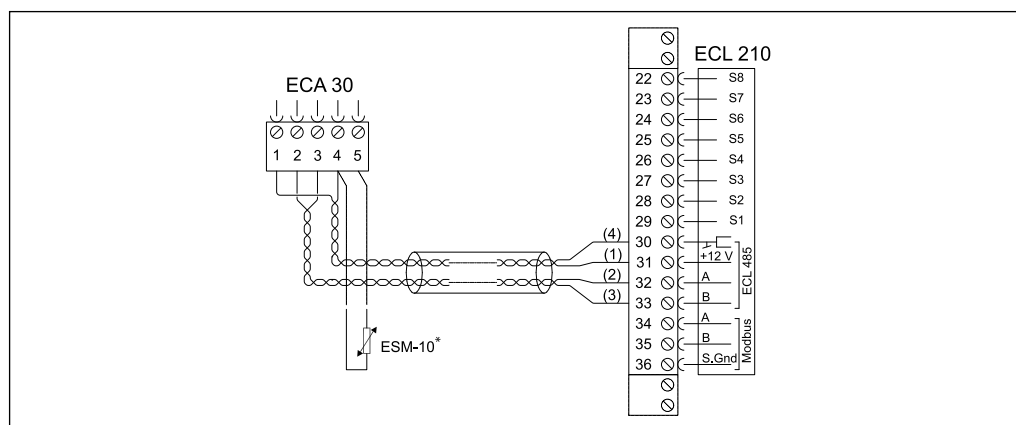 ECL 210
ECA 30
1 2 3 4 5
22 S8
23 S7
24 S6
25 S5
26 S4
27 S3
28 S2
29 S1
(4) 30
(1) 31 +12 V
(2) 32 A
(3) 33 B
ECL 485
34 A
35 B
36 S.Gnd
Modbus
ESM-10*